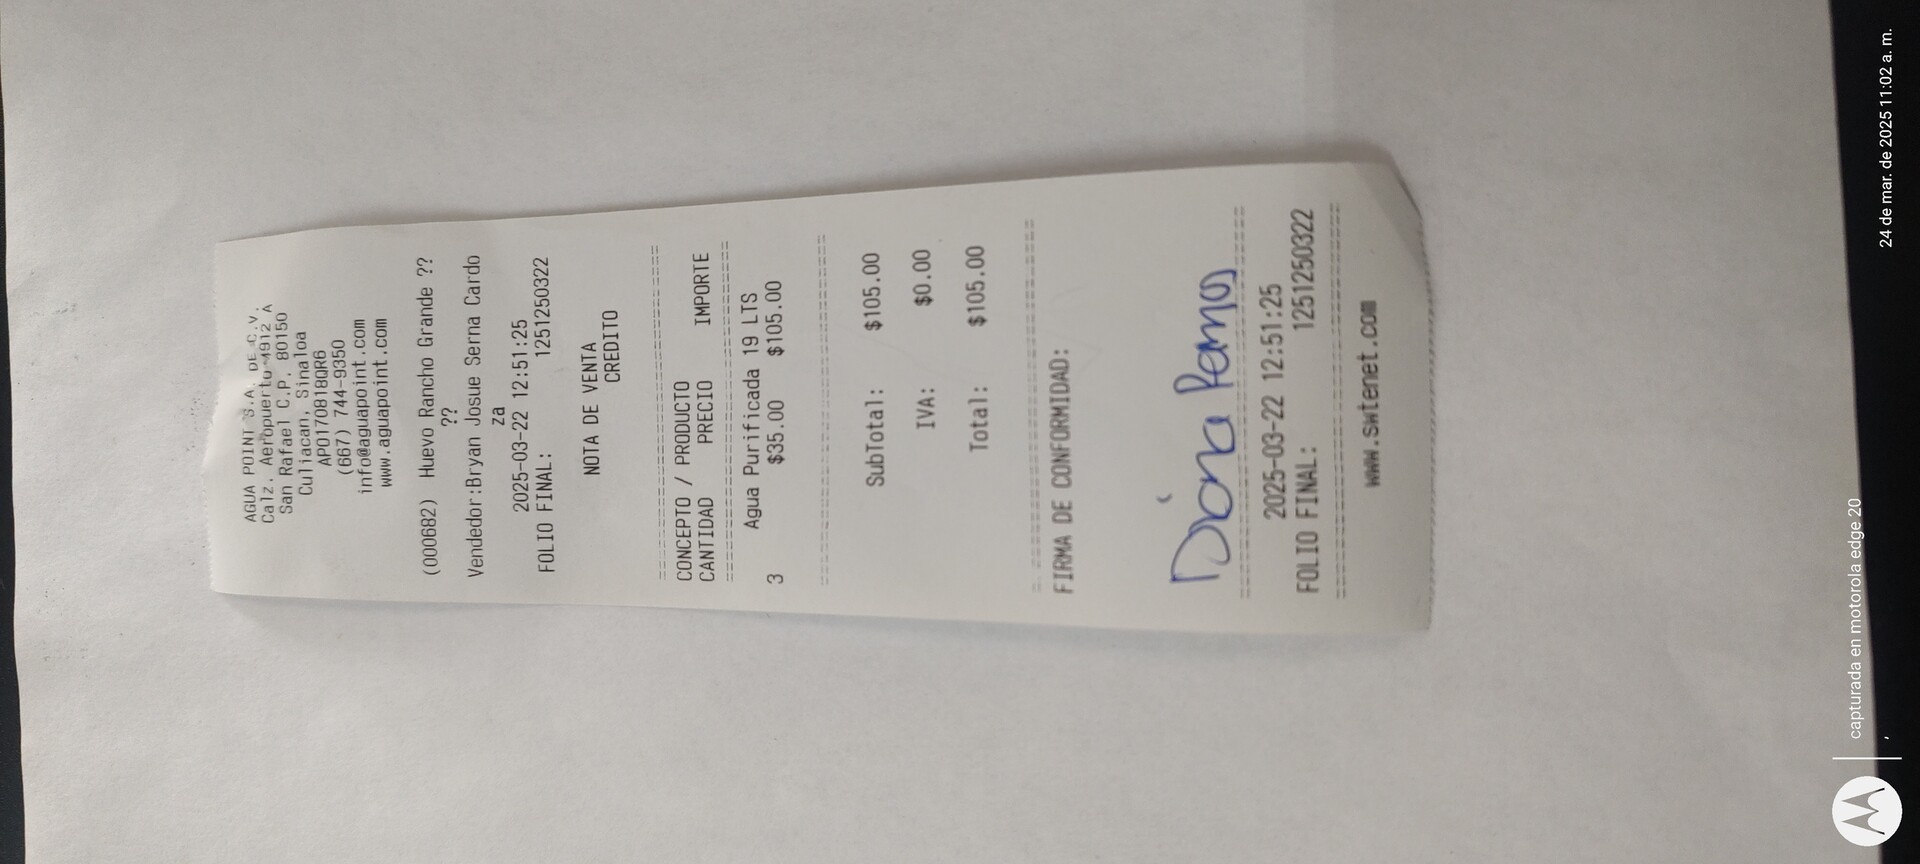 AGUA POINT S.A. DE C.V.
Calz. Aeropuerto 4912 A
San Rafael C.P. 80150
Culiacan, Sinaloa
APO170818QR6
(667) 744-9350
info@aguapoint.com
www.aguapoint.com
(000682) Huevo Rancho Grande ??
??
Vendedor:Bryan Josue Serna Cardo
za
2025-03-22 12:51:25
FOLIO FINAL: 1251250322
NOTA DE VENTA
CREDITO
CONCEPTO / PRODUCTO
CANTIDAD PRECIO IMPORTE
Agua Purificada 19 LTS
3 $35.00 $105.00
SubTotal: $105.00
IVA: $0.00
Total: $105.00
FIRMA DE CONFORMIDAD:
Diana
2025-03-22 12:51:25
FOLIO FINAL: 1251250322
www.swtenet.com
capturada en motorola edge 20
24 de mar. de 2025 11:02 a. m.